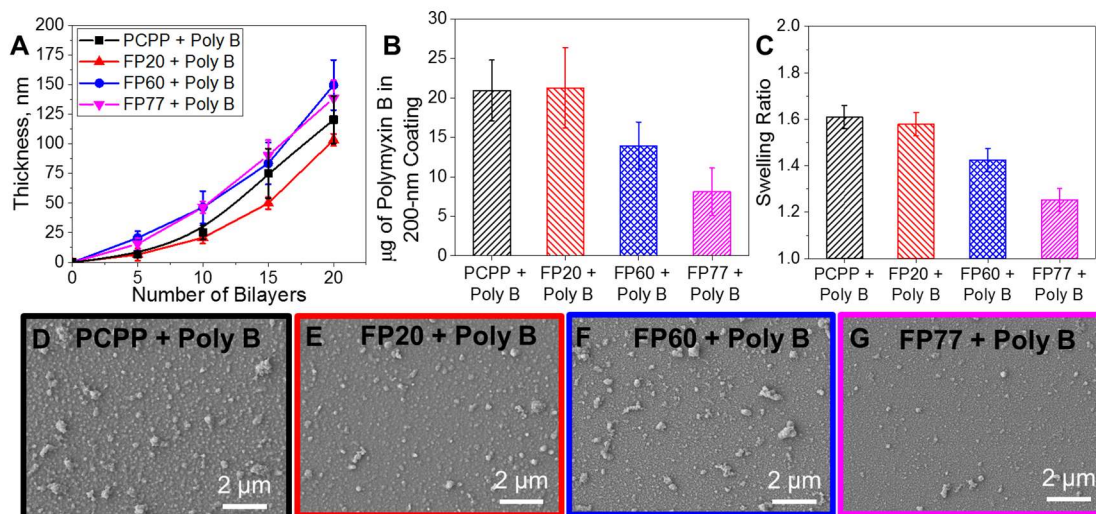 A
Thickness, nm
200
175
150
125
100
75
50
25
0
PCPP + Poly B
FP20 + Poly B
FP60 + Poly B
FP77 + Poly B
0 5 10 15 20
Number of Bilayers
B
µg of Polymyxin B in
200-nm Coating
30
25
20
15
10
5
0
PCPP + FP20 + FP60 + FP77 +
Poly B Poly B Poly B Poly B
C
Swelling Ratio
1.8
1.6
1.4
1.2
1.0
PCPP + FP20 + FP60 + FP77 +
Poly B Poly B Poly B Poly B
D PCPP + Poly B
2 µm
E FP20 + Poly B
2 µm
F FP60 + Poly B
2 µm
G FP77 + Poly B
2 µm